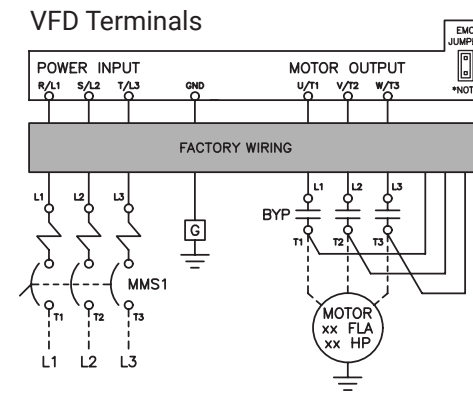 VFD Terminals
EMO
JUMPE
POWER INPUT MOTOR OUTPUT
R/L1 S/L2 T/L3 GND U/T1 V/T2 W/T3
*NOT
FACTORY WIRING
L1 L2 L3 L1 L2 L3
BYP
G
T1 T2 T3
MMS1
T1 T2 T3
MOTOR
xx FLA
xx HP
L1 L2 L3